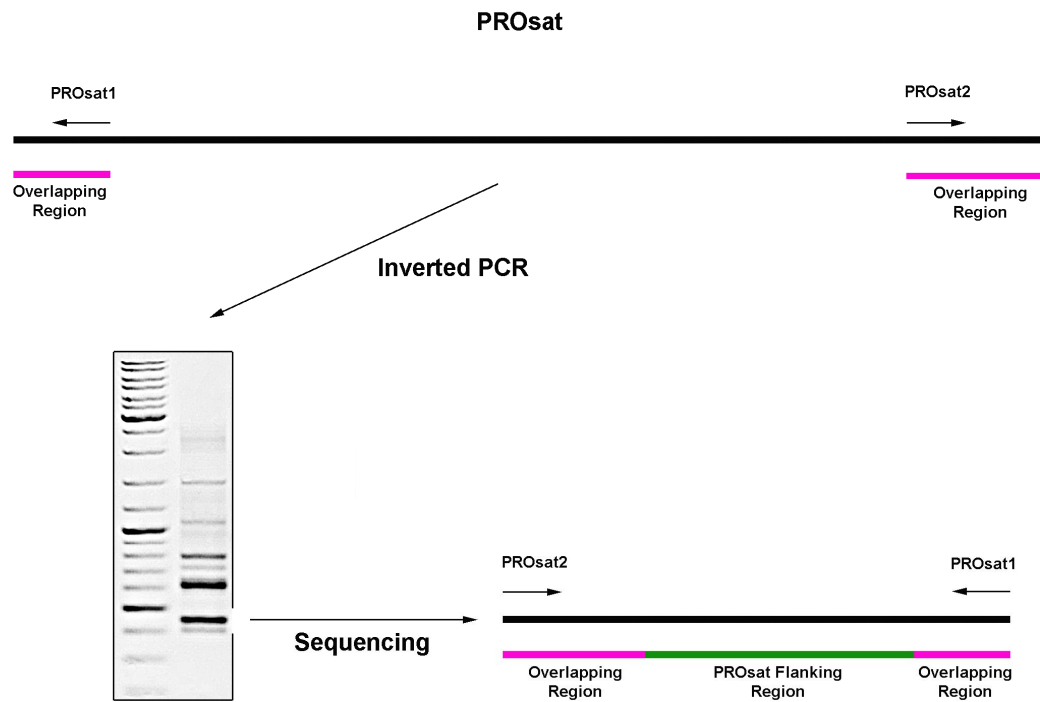 PROsat
PROsat1
PROsat2
Overlapping
Region
Overlapping
Region
Inverted PCR
PROsat2
PROsat1
Sequencing
Overlapping
Region
PROsat Flanking
Region
Overlapping
Region